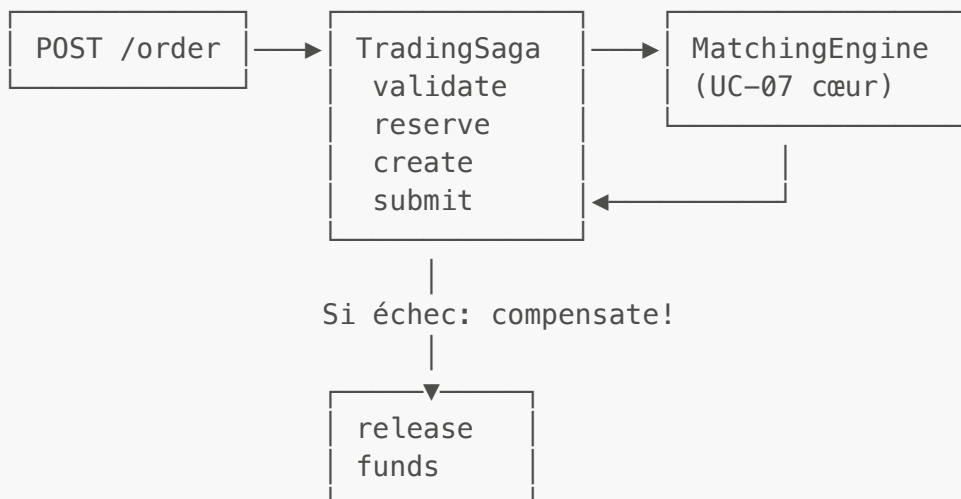 POST /order
TradingSaga
validate
reserve
create
submit
MatchingEngine
(UC-07 cœur)
Si échec: compensate!
release
funds